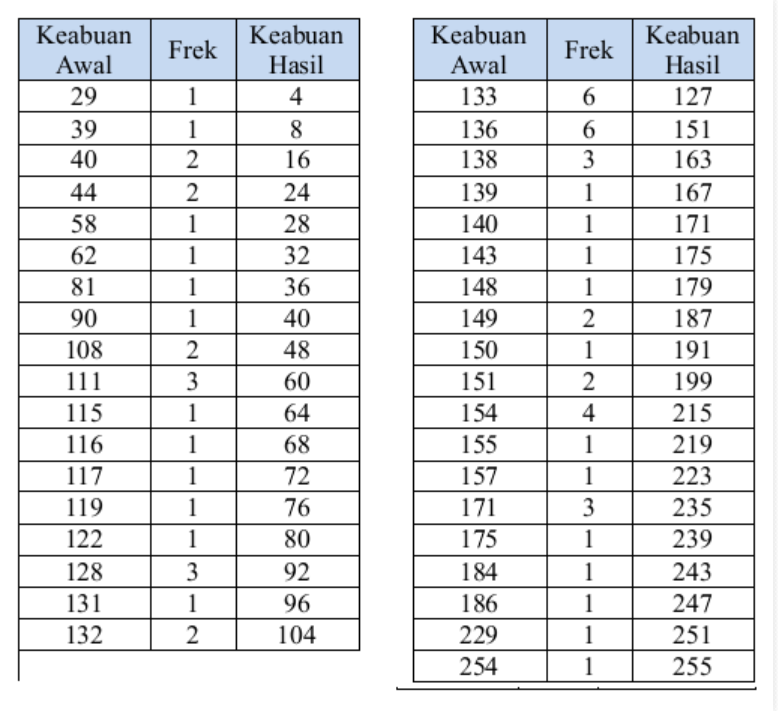 Keabuan Awal Frek Keabuan Hasil
29 1 4
39 1 8
40 2 16
44 2 24
58 1 28
62 1 32
81 1 36
90 1 40
108 2 48
111 3 60
115 1 64
116 1 68
117 1 72
119 1 76
122 1 80
128 3 92
131 1 96
132 2 104
Keabuan Awal Frek Keabuan Hasil
133 6 127
136 6 151
138 3 163
139 1 167
140 1 171
143 1 175
148 1 179
149 2 187
150 1 191
151 2 199
154 4 215
155 1 219
157 1 223
171 3 235
175 1 239
184 1 243
186 1 247
229 1 251
254 1 255